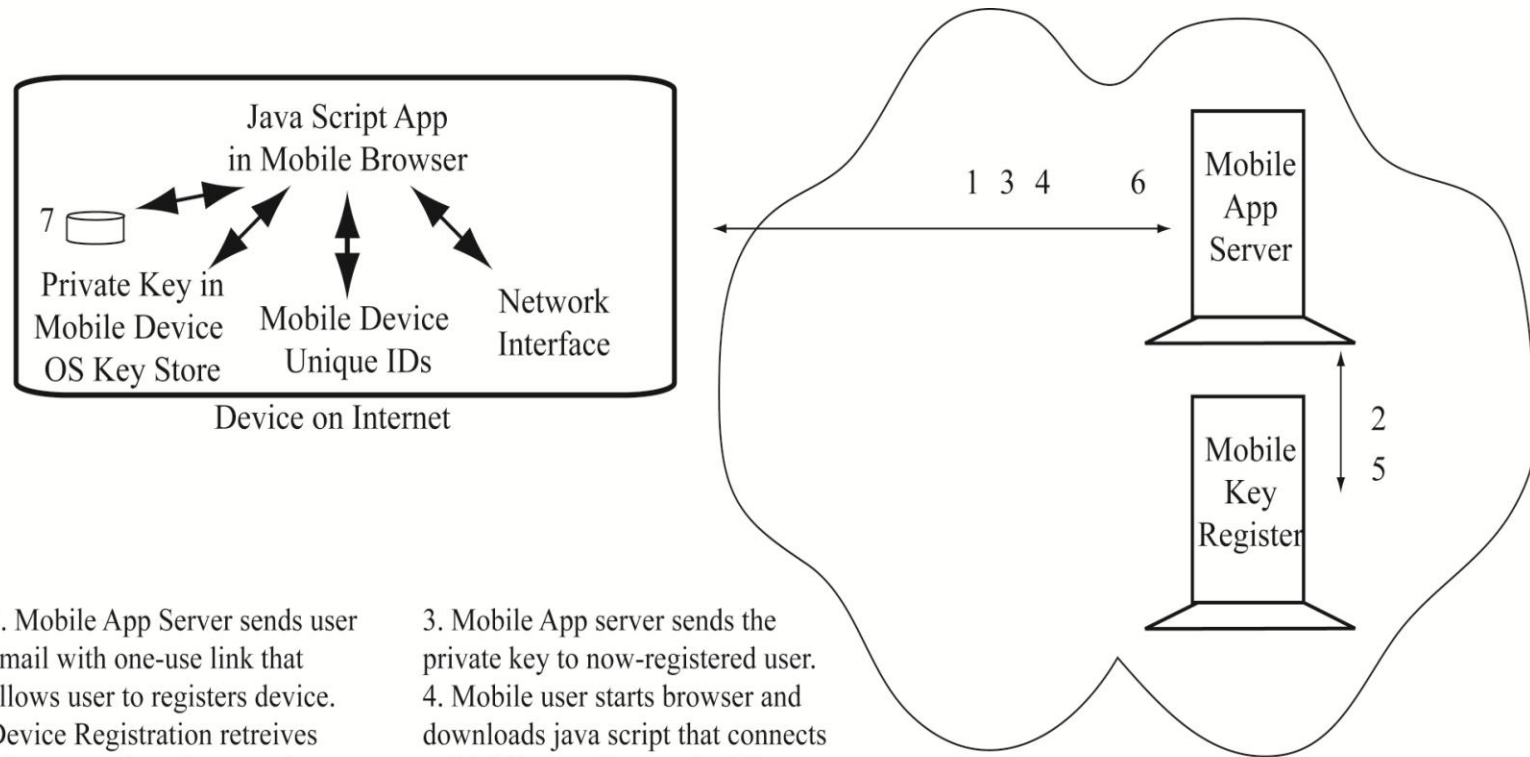 Java Script App
in Mobile Browser
7
Private Key in
Mobile Device
OS Key Store
Mobile Device
Unique IDs
Network
Interface
Device on Internet
1 3 4 6
Mobile
App
Server
2
5
Mobile
Key
Register
. Mobile App Server sends user
mail with one-use link that
llows user to registers device.
Device Registration retreives
3. Mobile App server sends the
private key to now-registered user.
4. Mobile user starts browser and
downloads java script that connects